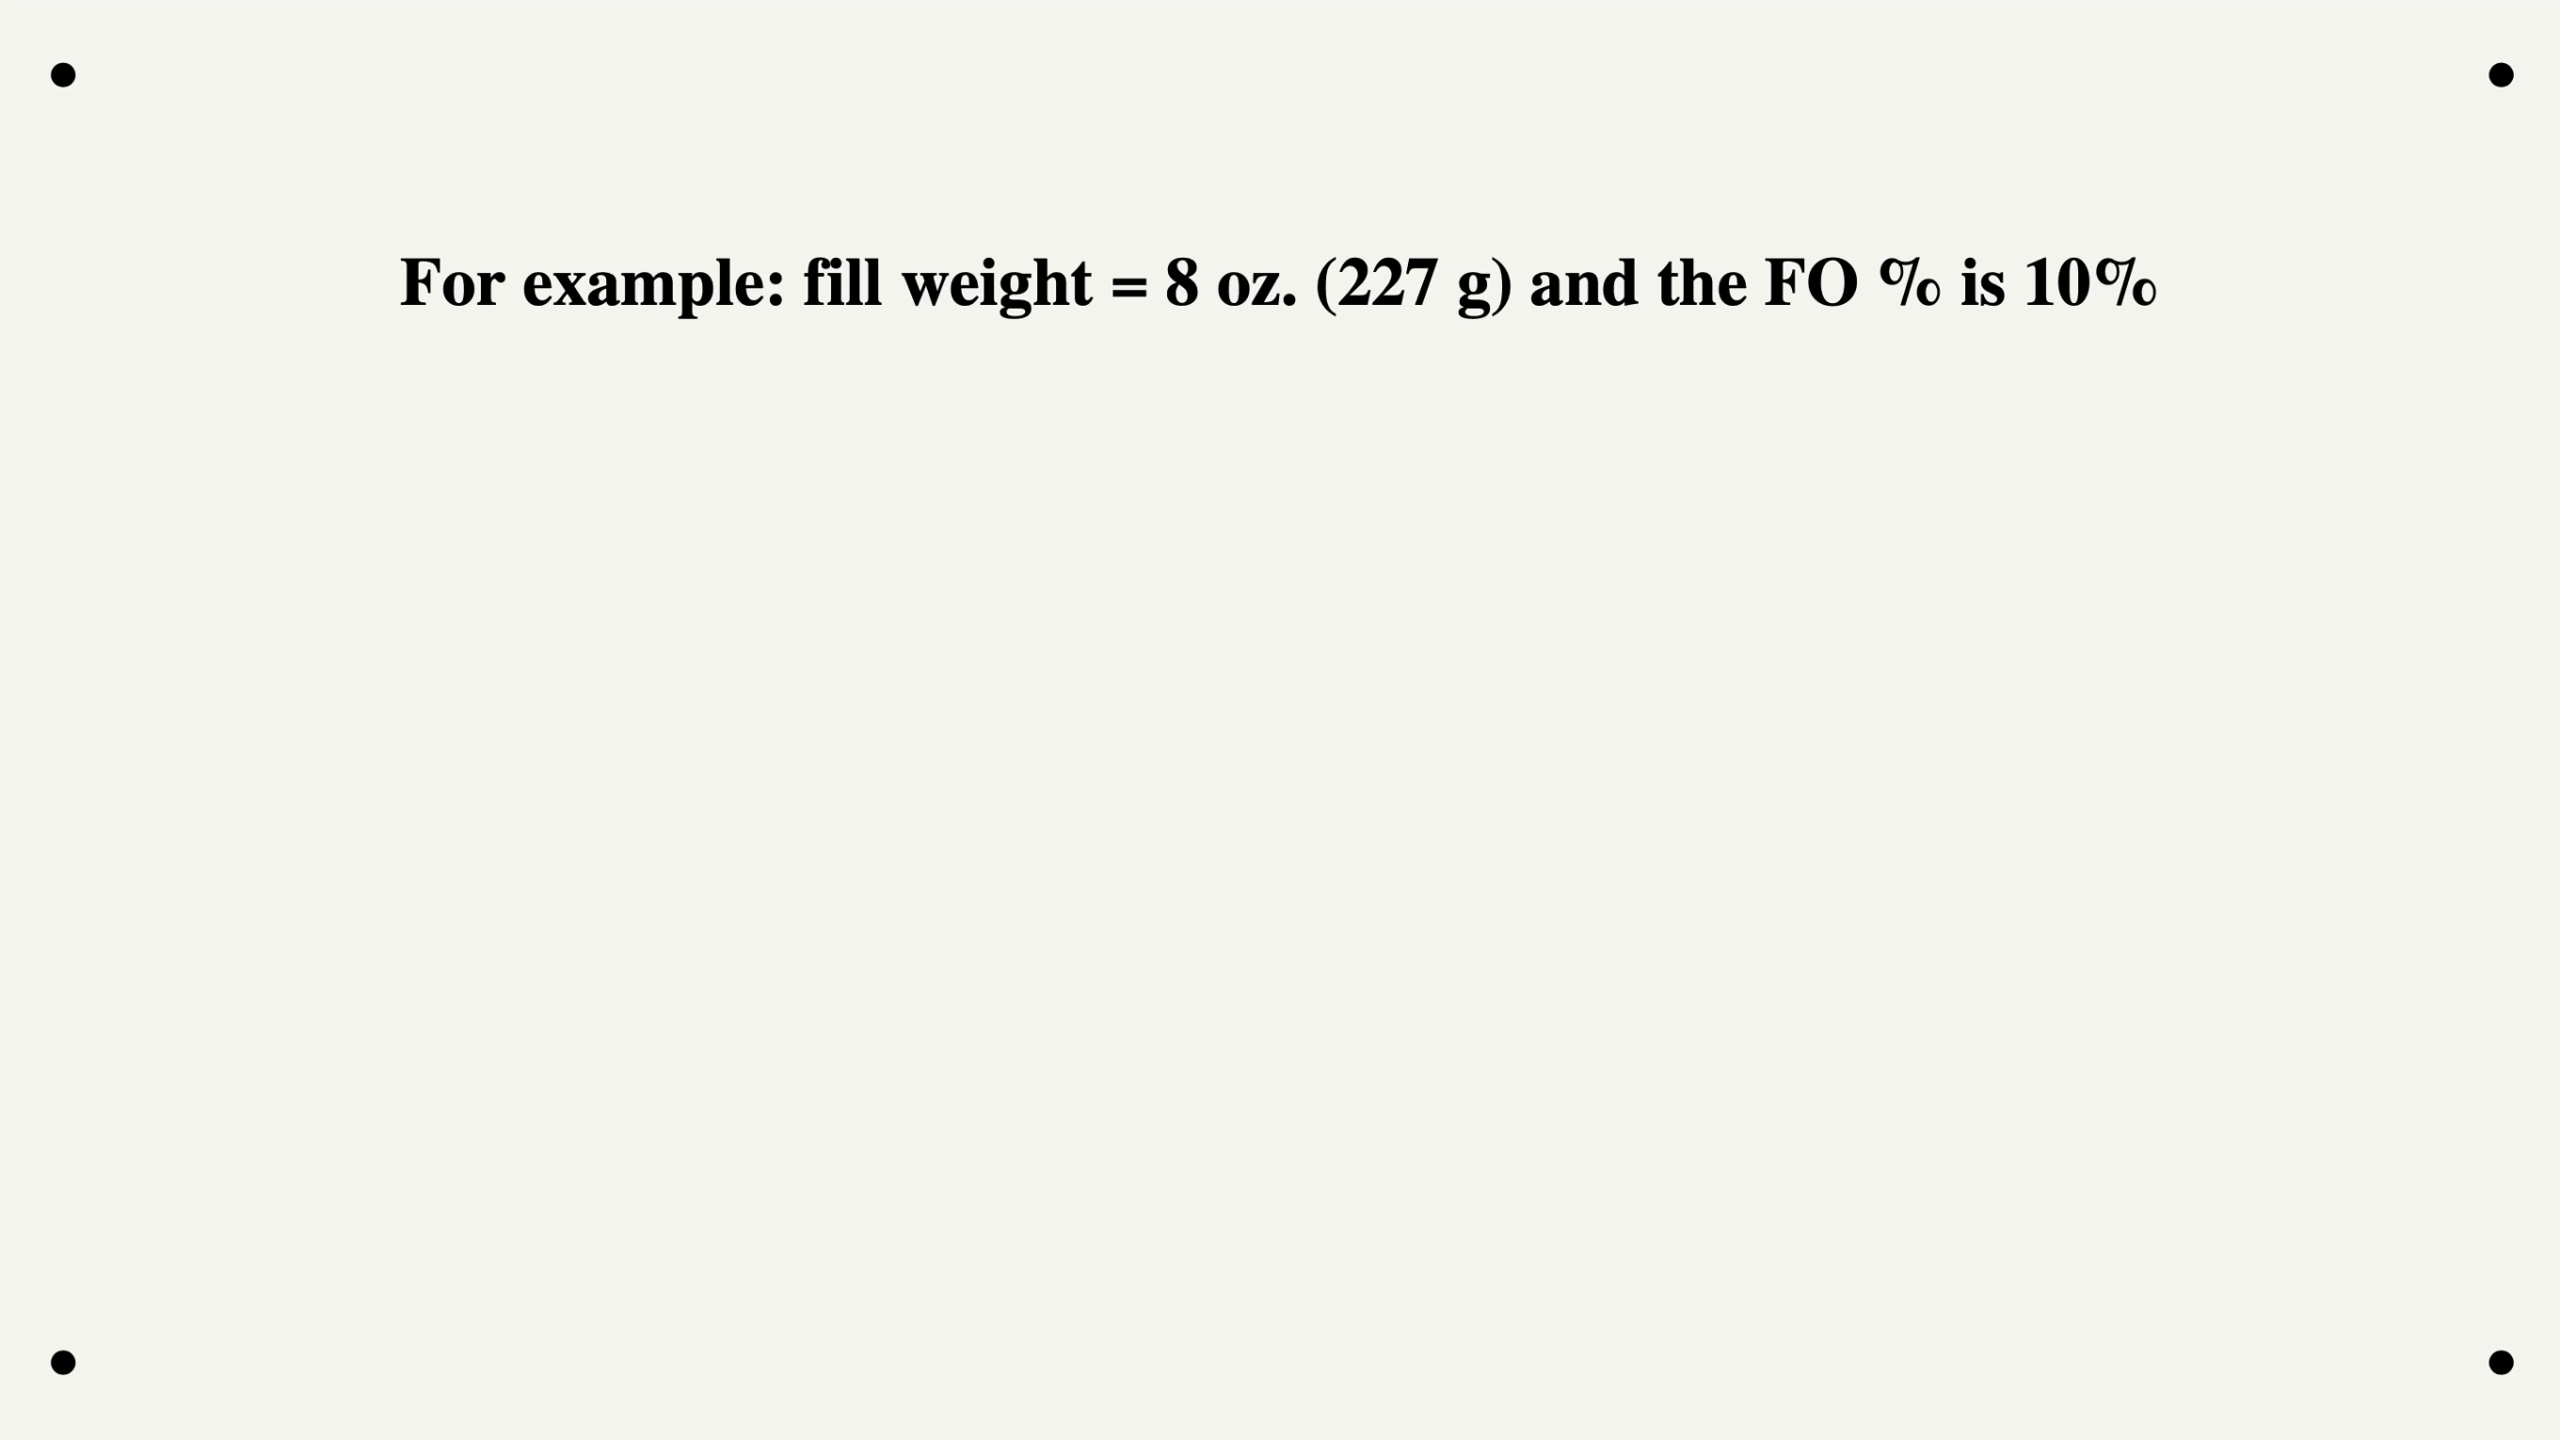 For example: fill weight = 8 oz. (227 g) and the FO % is 10%